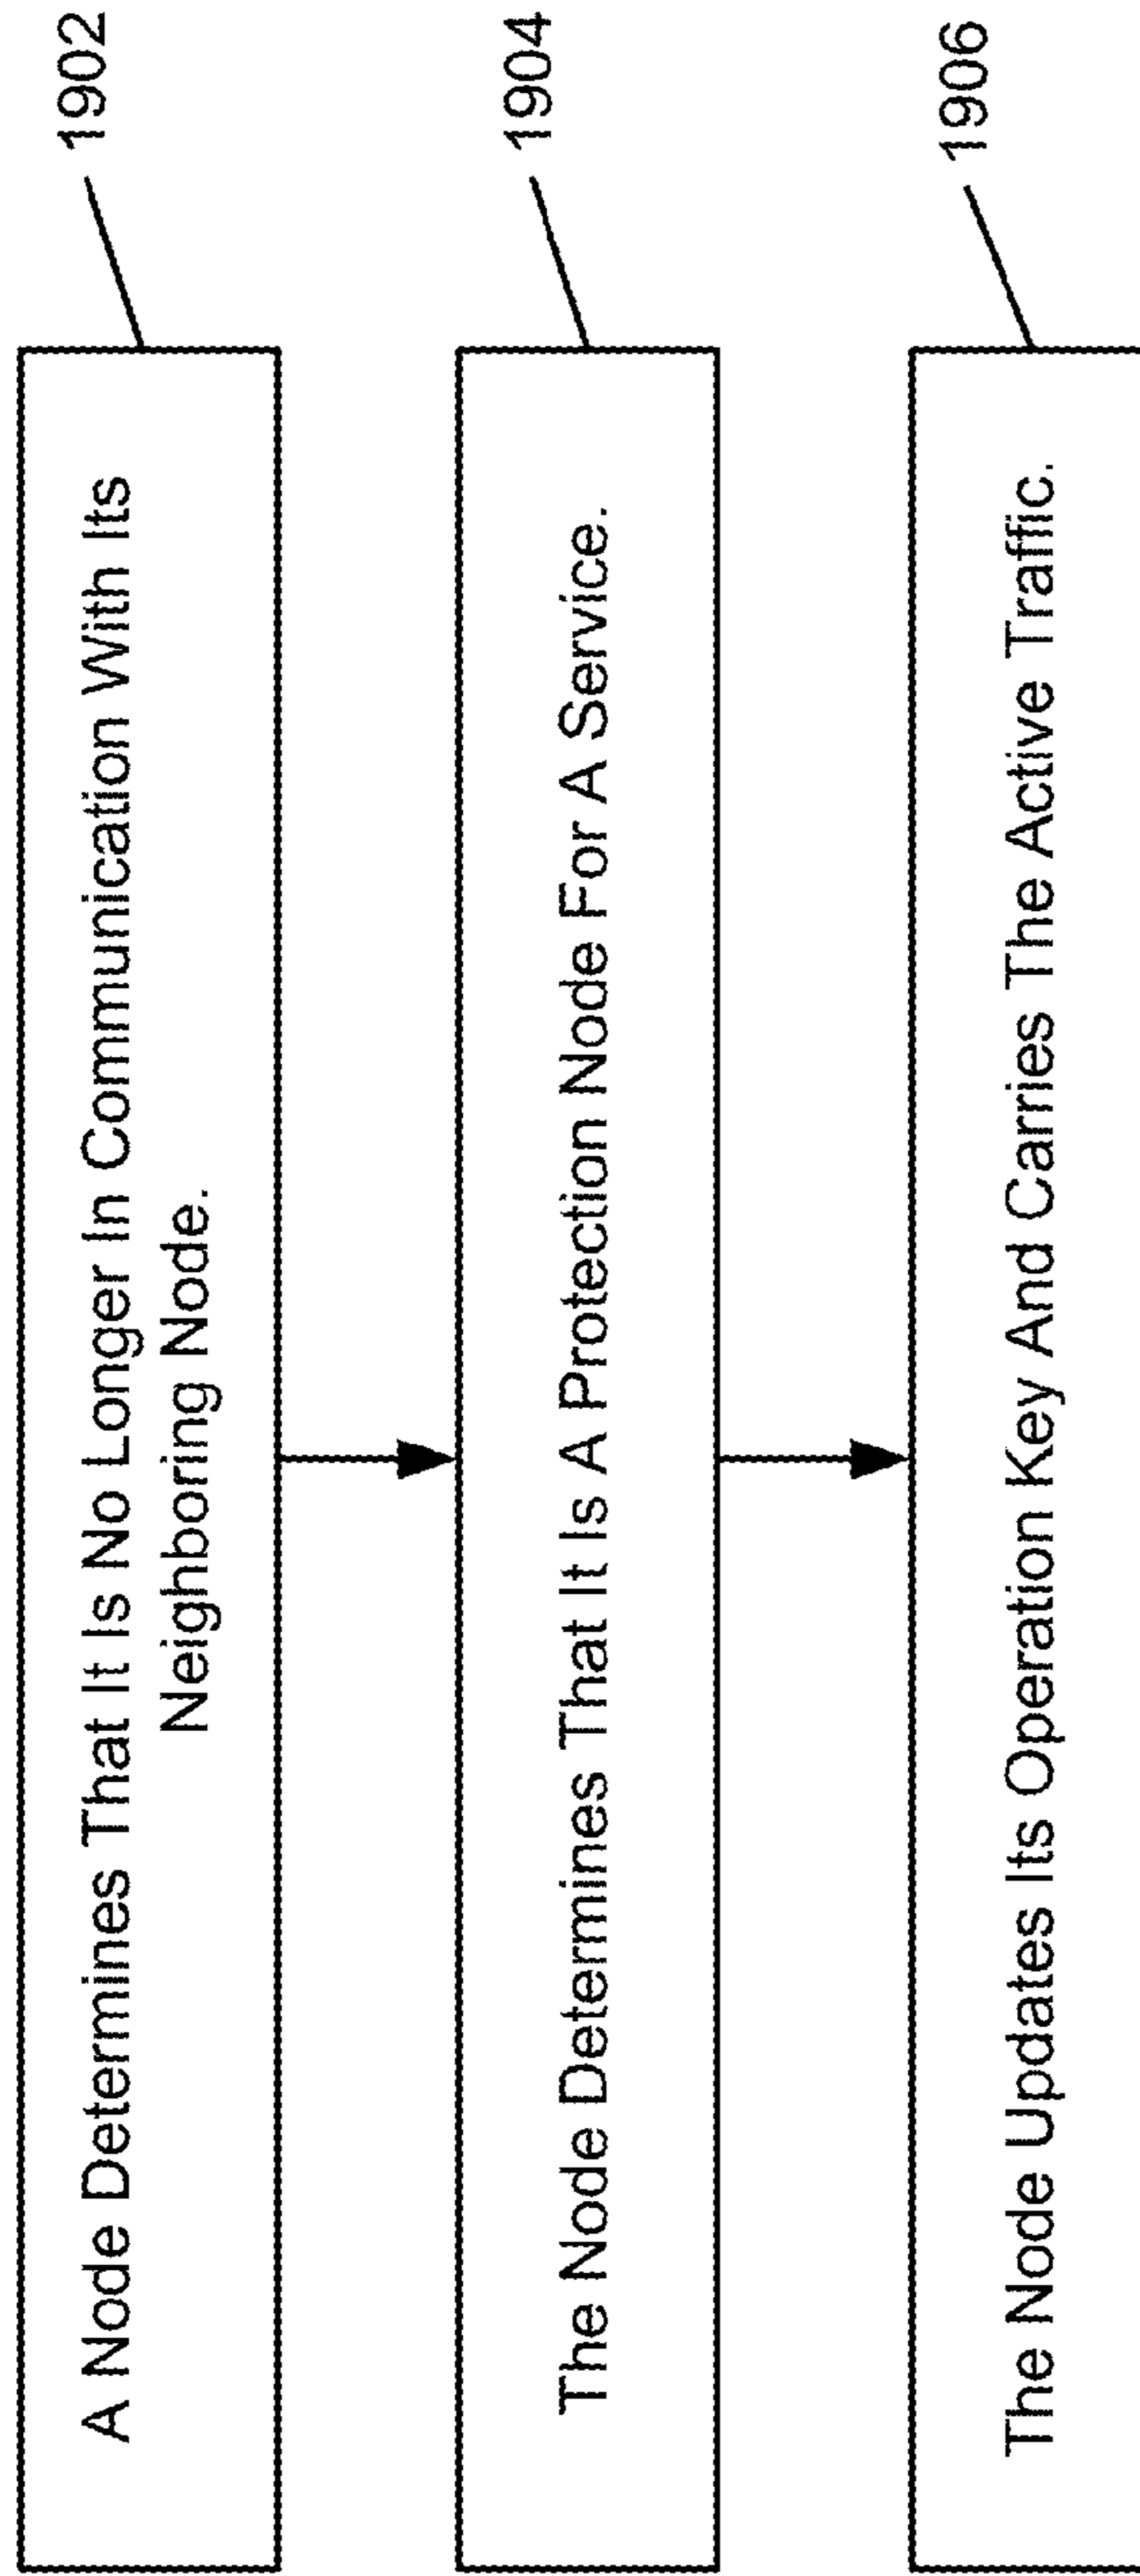 A Node Determines That It Is No Longer In Communication With Its
Neighboring Node.
1902
The Node Determines That It Is A Protection Node For A Service.
1904
The Node Updates Its Operation Key And Carries The Active Traffic.
1906